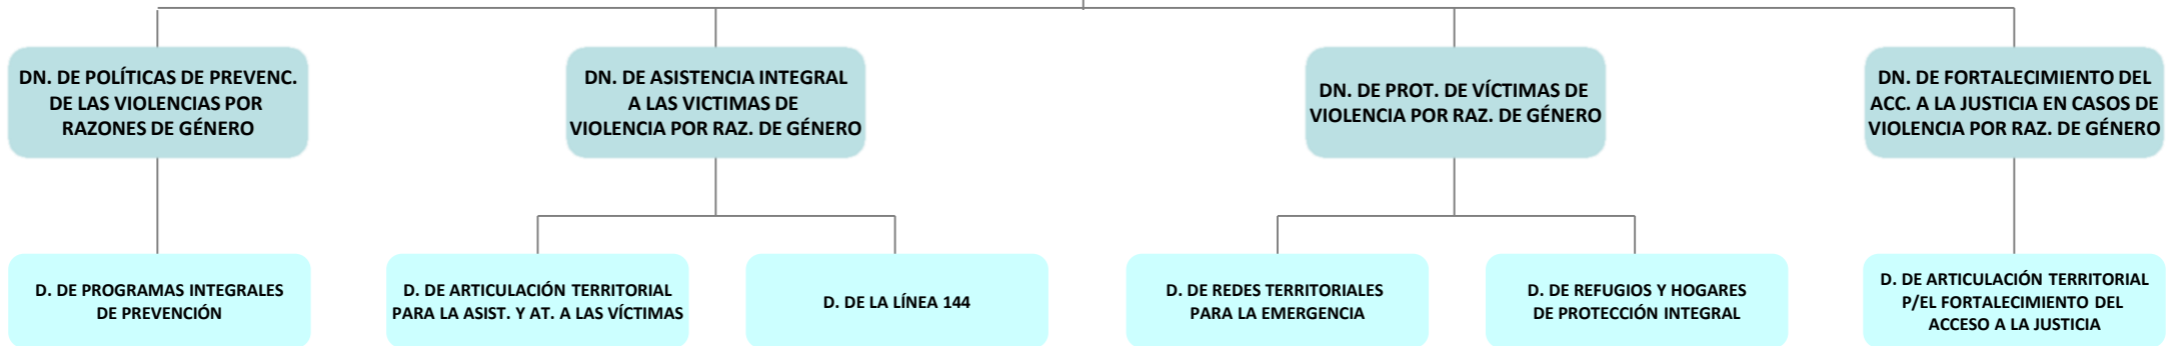 DN. DE POLÍTICAS DE PREVENC.
DE LAS VIOLENCIAS POR
RAZONES DE GÉNERO
DN. DE ASISTENCIA INTEGRAL
A LAS VICTIMAS DE
VIOLENCIA POR RAZ. DE GÉNERO
DN. DE PROT. DE VÍCTIMAS DE
VIOLENCIA POR RAZ. DE GÉNERO
DN. DE FORTALECIMIENTO DEL
ACC. A LA JUSTICIA EN CASOS DE
VIOLENCIA POR RAZ. DE GÉNERO
D. DE PROGRAMAS INTEGRALES
DE PREVENCIÓN
D. DE ARTICULACIÓN TERRITORIAL
PARA LA ASIST. Y AT. A LAS VÍCTIMAS
D. DE LA LÍNEA 144
D. DE REDES TERRITORIALES
PARA LA EMERGENCIA
D. DE REFUGIOS Y HOGARES
DE PROTECCIÓN INTEGRAL
D. DE ARTICULACIÓN TERRITORIAL
P/EL FORTALECIMIENTO DEL
ACCESO A LA JUSTICIA